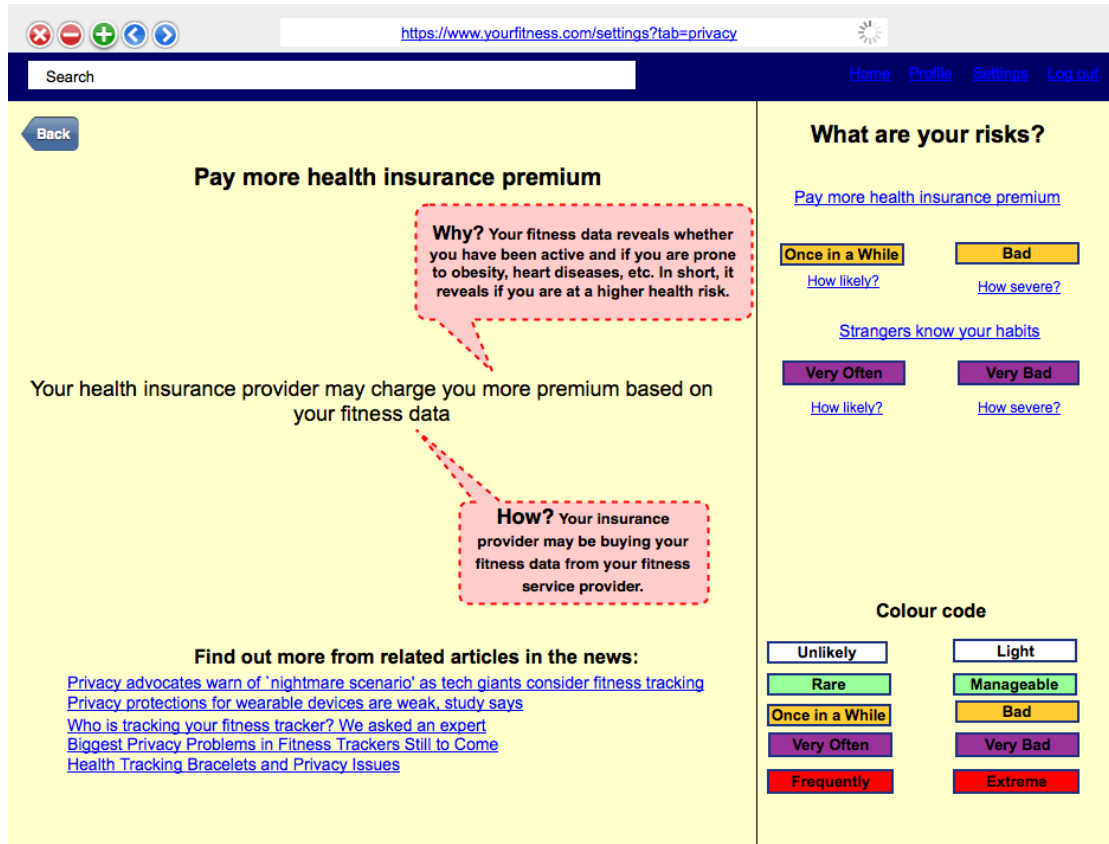 https://www.yourfitness.com/settings?tab=privacy
Search
Home Profile Settings Log out
Back
Pay more health insurance premium
Why? Your fitness data reveals whether
you have been active and if you are prone
to obesity, heart diseases, etc. In short, it
reveals if you are at a higher health risk.
Your health insurance provider may charge you more premium based on
your fitness data
How? Your insurance
provider may be buying your
fitness data from your fitness
service provider.
Find out more from related articles in the news:
Privacy advocates warn of `nightmare scenario' as tech giants consider fitness tracking
Privacy protections for wearable devices are weak, study says
Who is tracking your fitness tracker? We asked an expert
Biggest Privacy Problems in Fitness Trackers Still to Come
Health Tracking Bracelets and Privacy Issues
What are your risks?
Pay more health insurance premium
Once in a While Bad
How likely? How severe?
Strangers know your habits
Very Often Very Bad
How likely? How severe?
Colour code
Unlikely Light
Rare Manageable
Once in a While Bad
Very Often Very Bad
Frequently Extreme